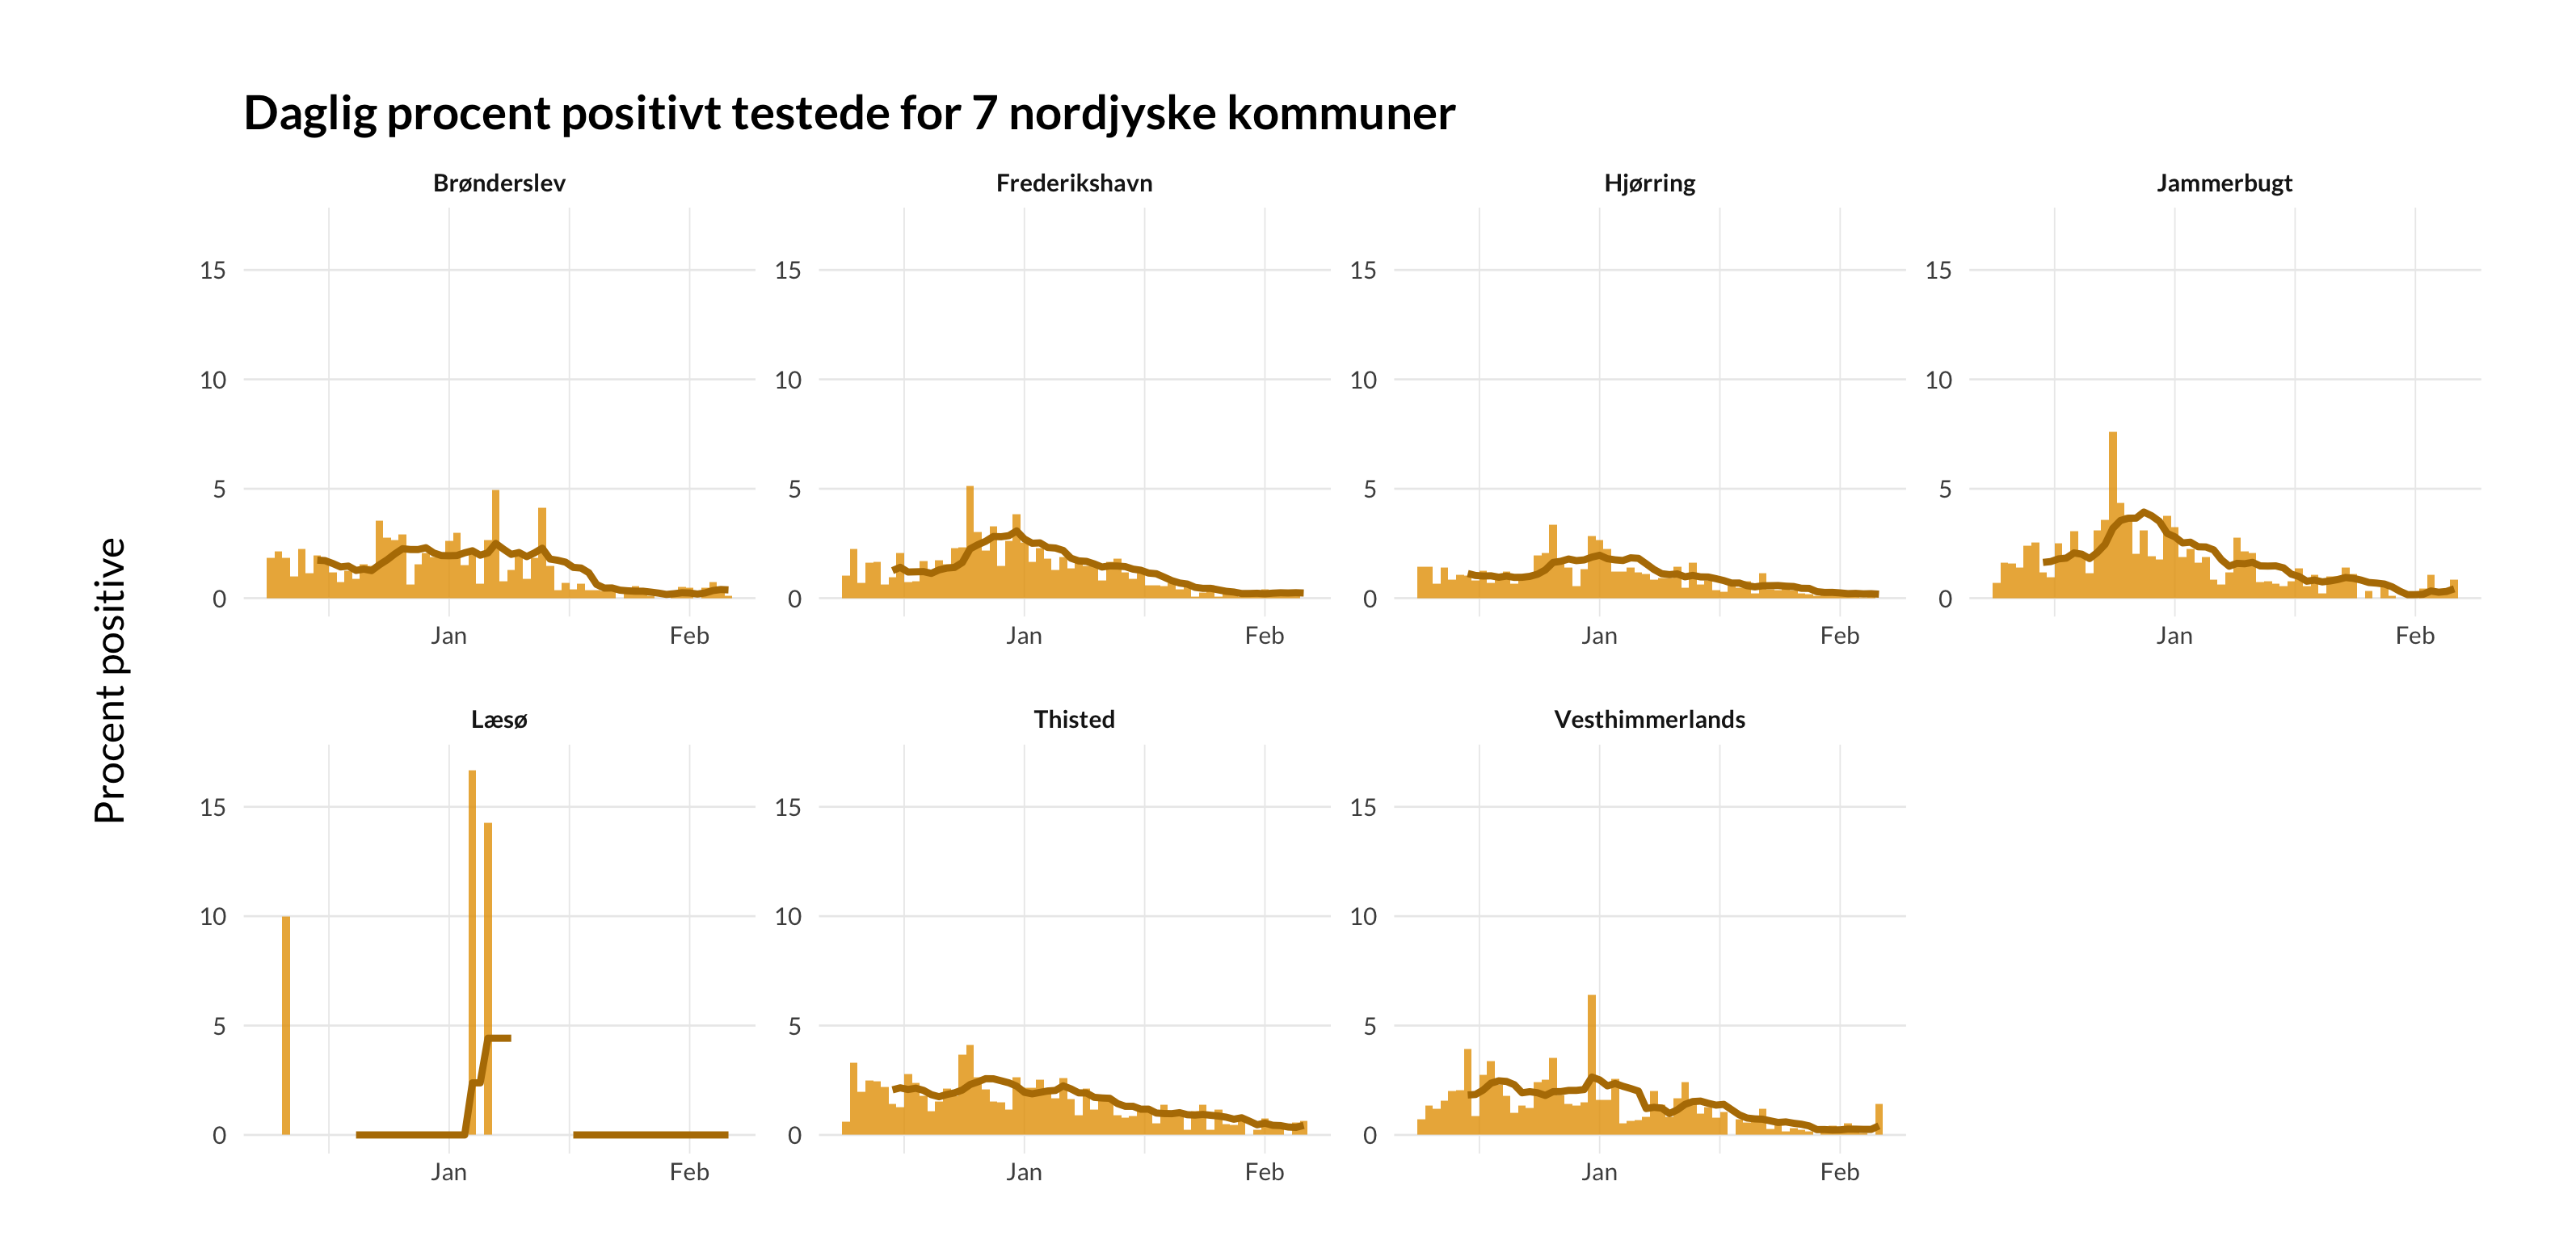 Daglig procent positivt testede for 7 nordjyske kommuner
Procent positive
Brønderslev
15
10
5
0
Jan Feb
Frederikshavn
15
10
5
0
Jan Feb
Hjørring
15
10
5
0
Jan Feb
Jammerbugt
15
10
5
0
Jan Feb
Læsø
15
10
5
0
Jan Feb
Thisted
15
10
5
0
Jan Feb
Vesthimmerlands
15
10
5
0
Jan Feb